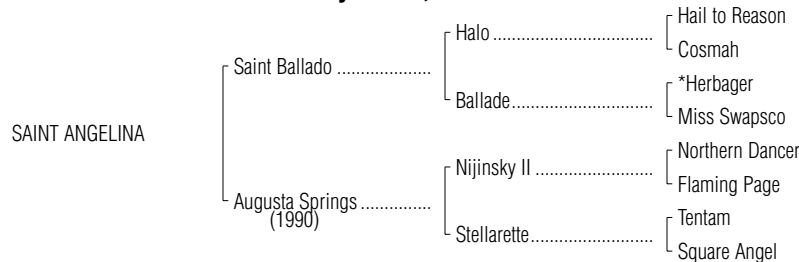 Halo
Hail to Reason
Cosmah
Saint Ballado
Ballade
*Herbager
Miss Swapsco
SAINT ANGELINA
Nijinsky II
Northern Dancer
Flaming Page
Augusta Springs
(1990)
Stellarette
Tentam
Square Angel